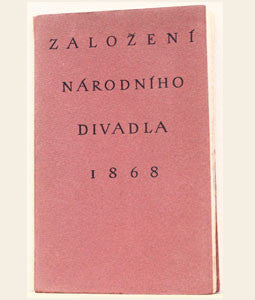 ZALOŽENÍ
NÁRODNÍHO
DIVADLA
1868